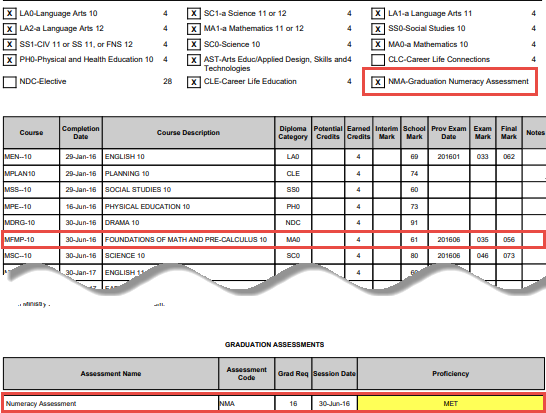 X LA0-Language Arts 10 4 X SC1-a Science 11 or 12 4 X LA1-a Language Arts 11 4
X LA2-a Language Arts 12 4 X MA1-a Mathematics 11 or 12 4 X SS0-Social Studies 10 4
X SS1-CIV 11 or SS 11, or FNS 12 4 X SC0-Science 10 4 X MA0-a Mathematics 10 4
X PH0-Physical and Health Education 10 4 X AST-Arts Educ/Applied Design, Skills and 4 CLC-Career Life Connections 4
Technologies
NDC-Elective 28 X CLE-Career Life Education 4 X NMA-Graduation Numeracy Assessment
Course Completion Date Course Description Diploma Category Potential Credits Earned Credits Interim Mark School Mark Prov Exam Date Exam Mark Final Mark Notes
MEN--10 29-Jan-16 ENGLISH 10 LA0 4 69 201601 033 062
MPLAN10 29-Jan-16 PLANNING 10 CLE 4 74
MSS--10 29-Jan-16 SOCIAL STUDIES 10 SS0 4 60
MPE--10 16-Jun-16 PHYSICAL EDUCATION 10 PH0 4 73
MDRG-10 30-Jun-16 DRAMA 10 NDC 4 91
MFMP-10 30-Jun-16 FOUNDATIONS OF MATH AND PRE-CALCULUS 10 MA0 4 61 201606 035 056
MSC--10 30-Jun-16 SCIENCE 10 SC0 4 80 201606 046 073
30-Jan-17 ENGLISH 11 4
Ministry
GRADUATION ASSESSMENTS
Assessment Name Assessment Code Grad Req Session Date Proficiency
Numeracy Assessment NMA 16 30-Jun-16 MET